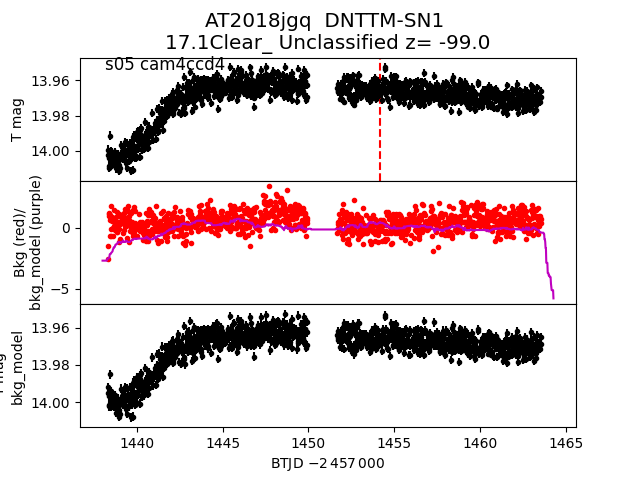 AT2018jgq DNTTM-SN1
17.1Clear_ Unclassified z= -99.0
s05 cam4ccd4
13.96
13.98
14.00
T mag
0
−5
Bkg (red)/
bkg_model (purple)
13.96
13.98
14.00
bkg_model
1440
1445
1450
1455
1460
1465
BTJD −2 457 000